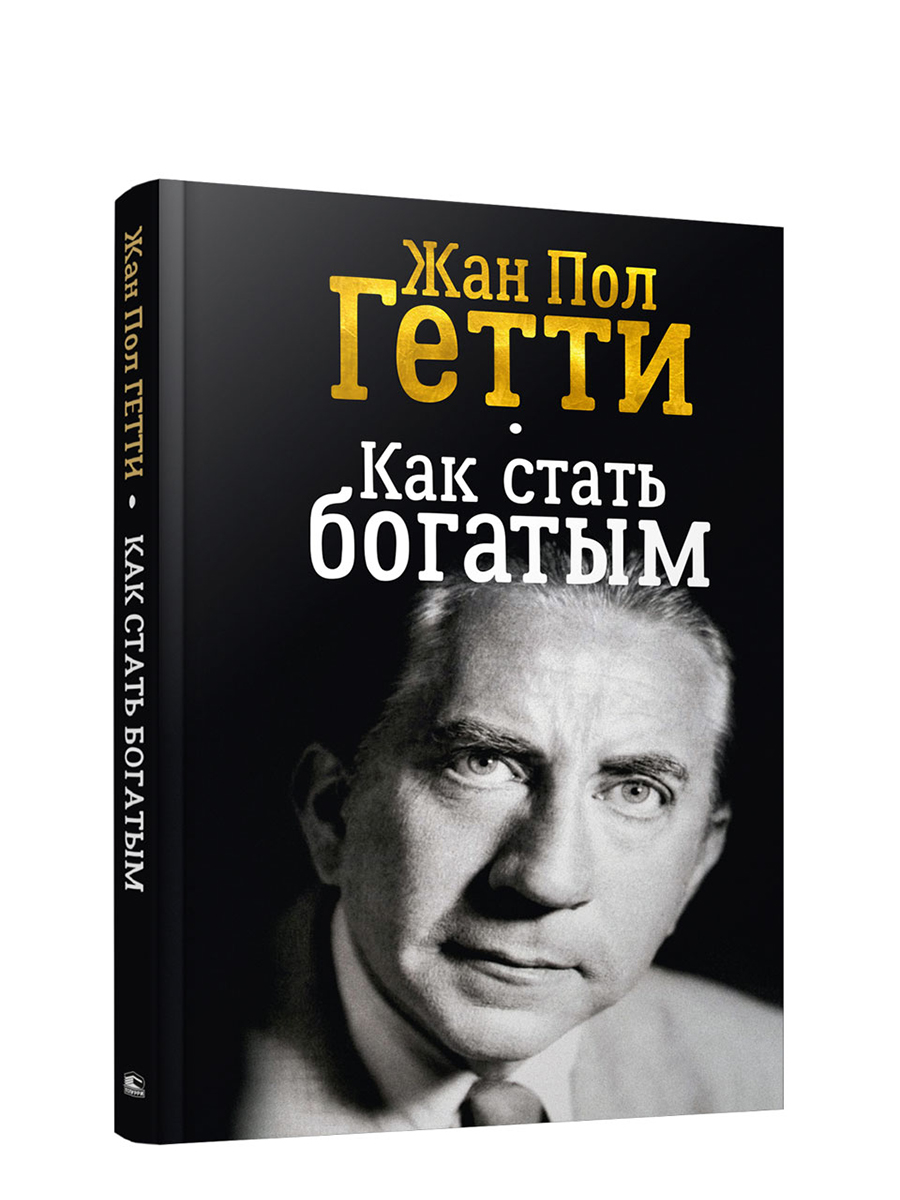 Жан Пол
Гетти
•
Как стать
богатым
Жан Пол ГЕТТИ • КАК СТАТЬ БОГАТЫМ